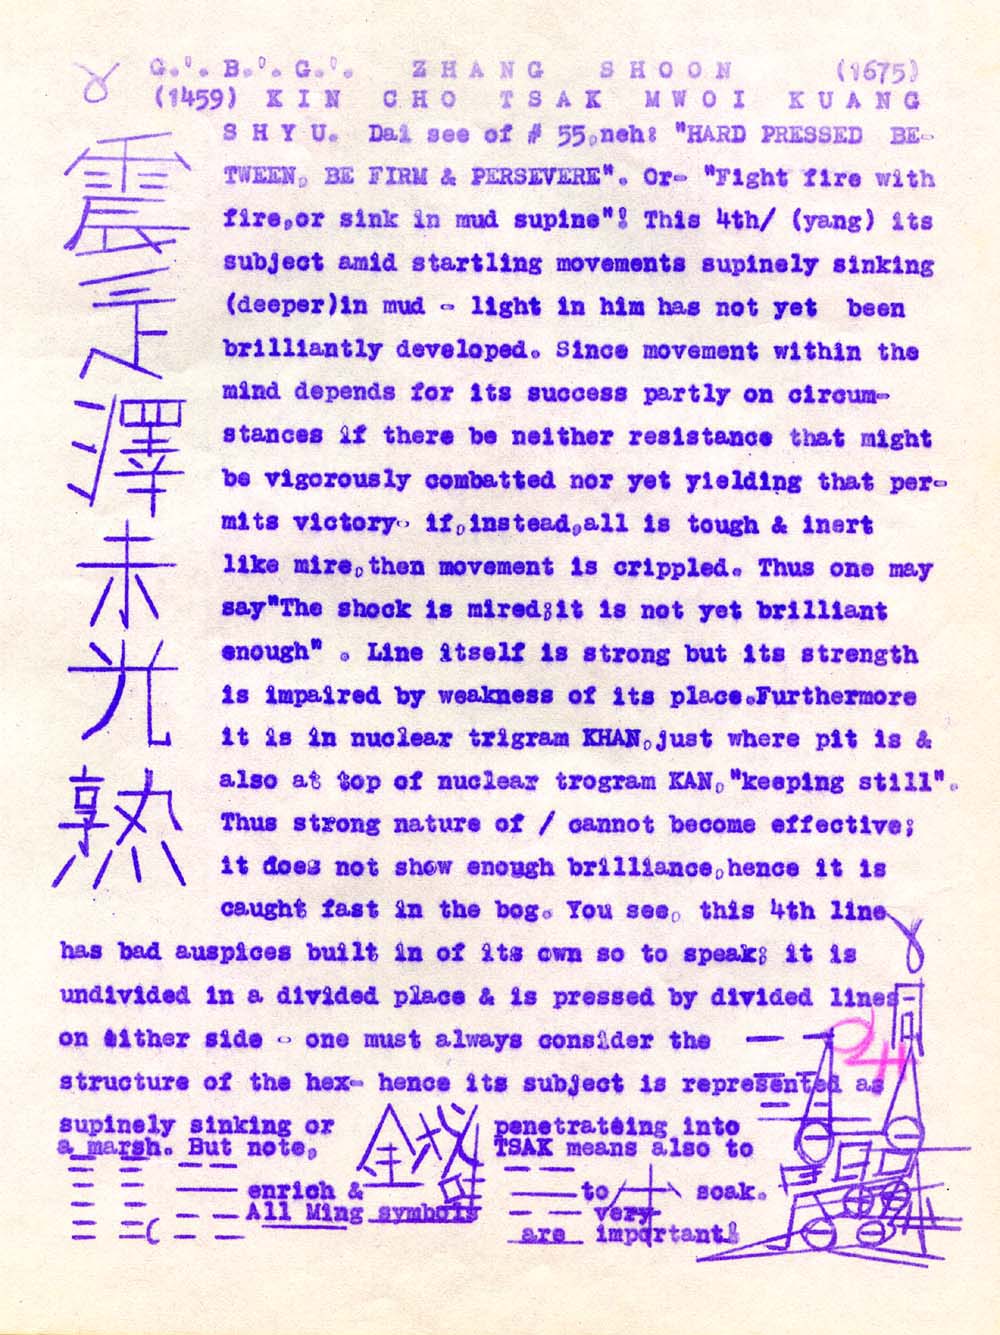 G.'. B.'. G.'. ZHANG SHOON (1675)
(1459) KIN CHO TSAK MWOI KUANG
SHYU. Dai see of # 55,neh: "HARD PRESSED BE-
TWEEN, BE FIRM & PERSEVERE". Or- "Fight fire with
fire,or sink in mud supine"! This 4th/ (yang) its
subject amid startling movements supinely sinking
(deeper)in mud - light in him has not yet been
brilliantly developed. Since movement within the
mind depends for its success partly on circum-
stances if there be neither resistance that might
be vigorously combatted nor yet yielding that per-
mits victory- if,instead,all is tough & inert
like mire,then movement is crippled. Thus one may
say"The shock is mired;it is not yet brilliant
enough" . Line itself is strong but its strength
is impaired by weakness of its place.Furthermore
it is in nuclear trigram KHAN,just where pit is &
also at top of nuclear trogram KAN,"keeping still".
Thus strong nature of / cannot become effective;
it does not show enough brilliance,hence it is
caught fast in the bog. You see, this 4th line
has bad auspices built in of its own so to speak; it is
undivided in a divided place & is pressed by divided lines-
on either side - one must always consider the
structure of the hex- hence its subject is represented as
supinely sinking or penetrateing into
a marsh. But note, TSAK means also to
enrich & to soak.
All Ming symbols very
are important!
震
澤
未
光